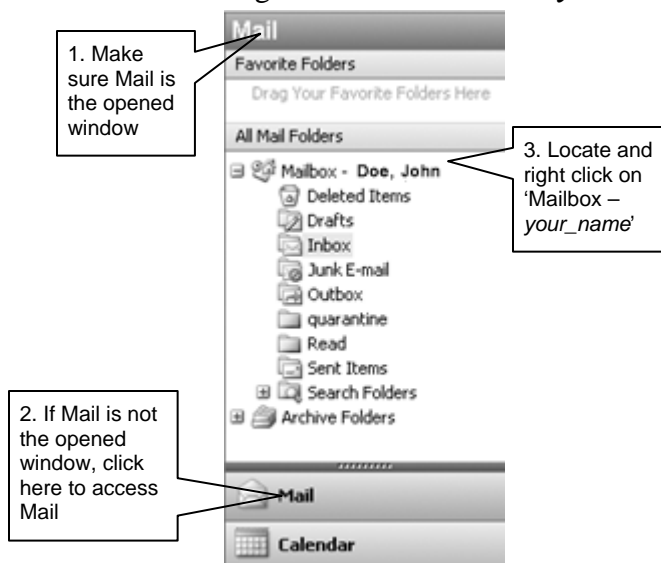 Mail
1. Make
sure Mail is
the opened
window
Favorite Folders
Drag Your Favorite Folders Here
All Mail Folders
3. Locate and
right click on
‘Mailbox –
your_name’
Mailbox - Doe, John
Deleted Items
Drafts
Inbox
Junk E-mail
Outbox
quarantine
Read
Sent Items
Search Folders
Archive Folders
2. If Mail is not
the opened
window, click
here to access
Mail
Mail
Calendar